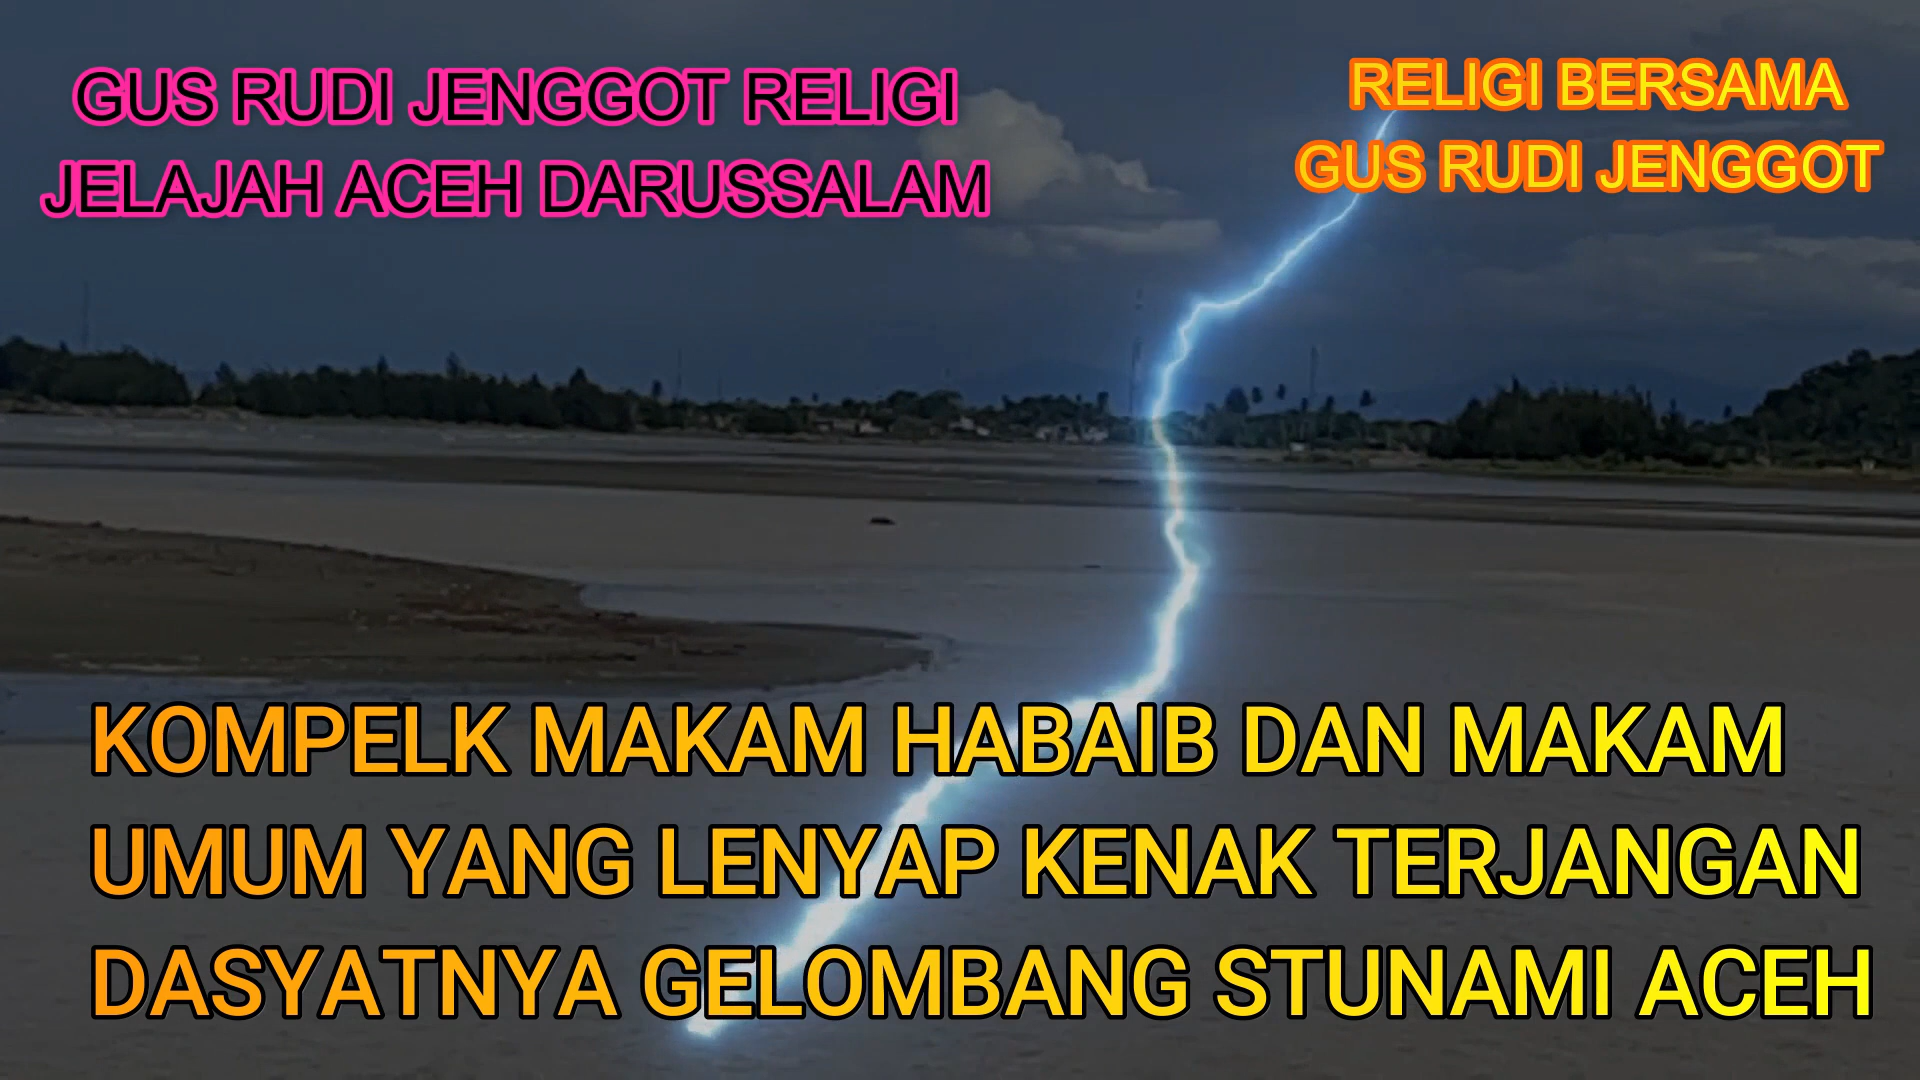 GUS RUDI JENGGOT RELIGI
JELAJAH ACEH DARUSSALAM
RELIGI BERSAMA
GUS RUDI JENGGOT
KOMPELK MAKAM HABAIB DAN MAKAM
UMUM YANG LENYAP KENAK TERJANGAN
DASYATNYA GELOMBANG STUNAMI ACEH